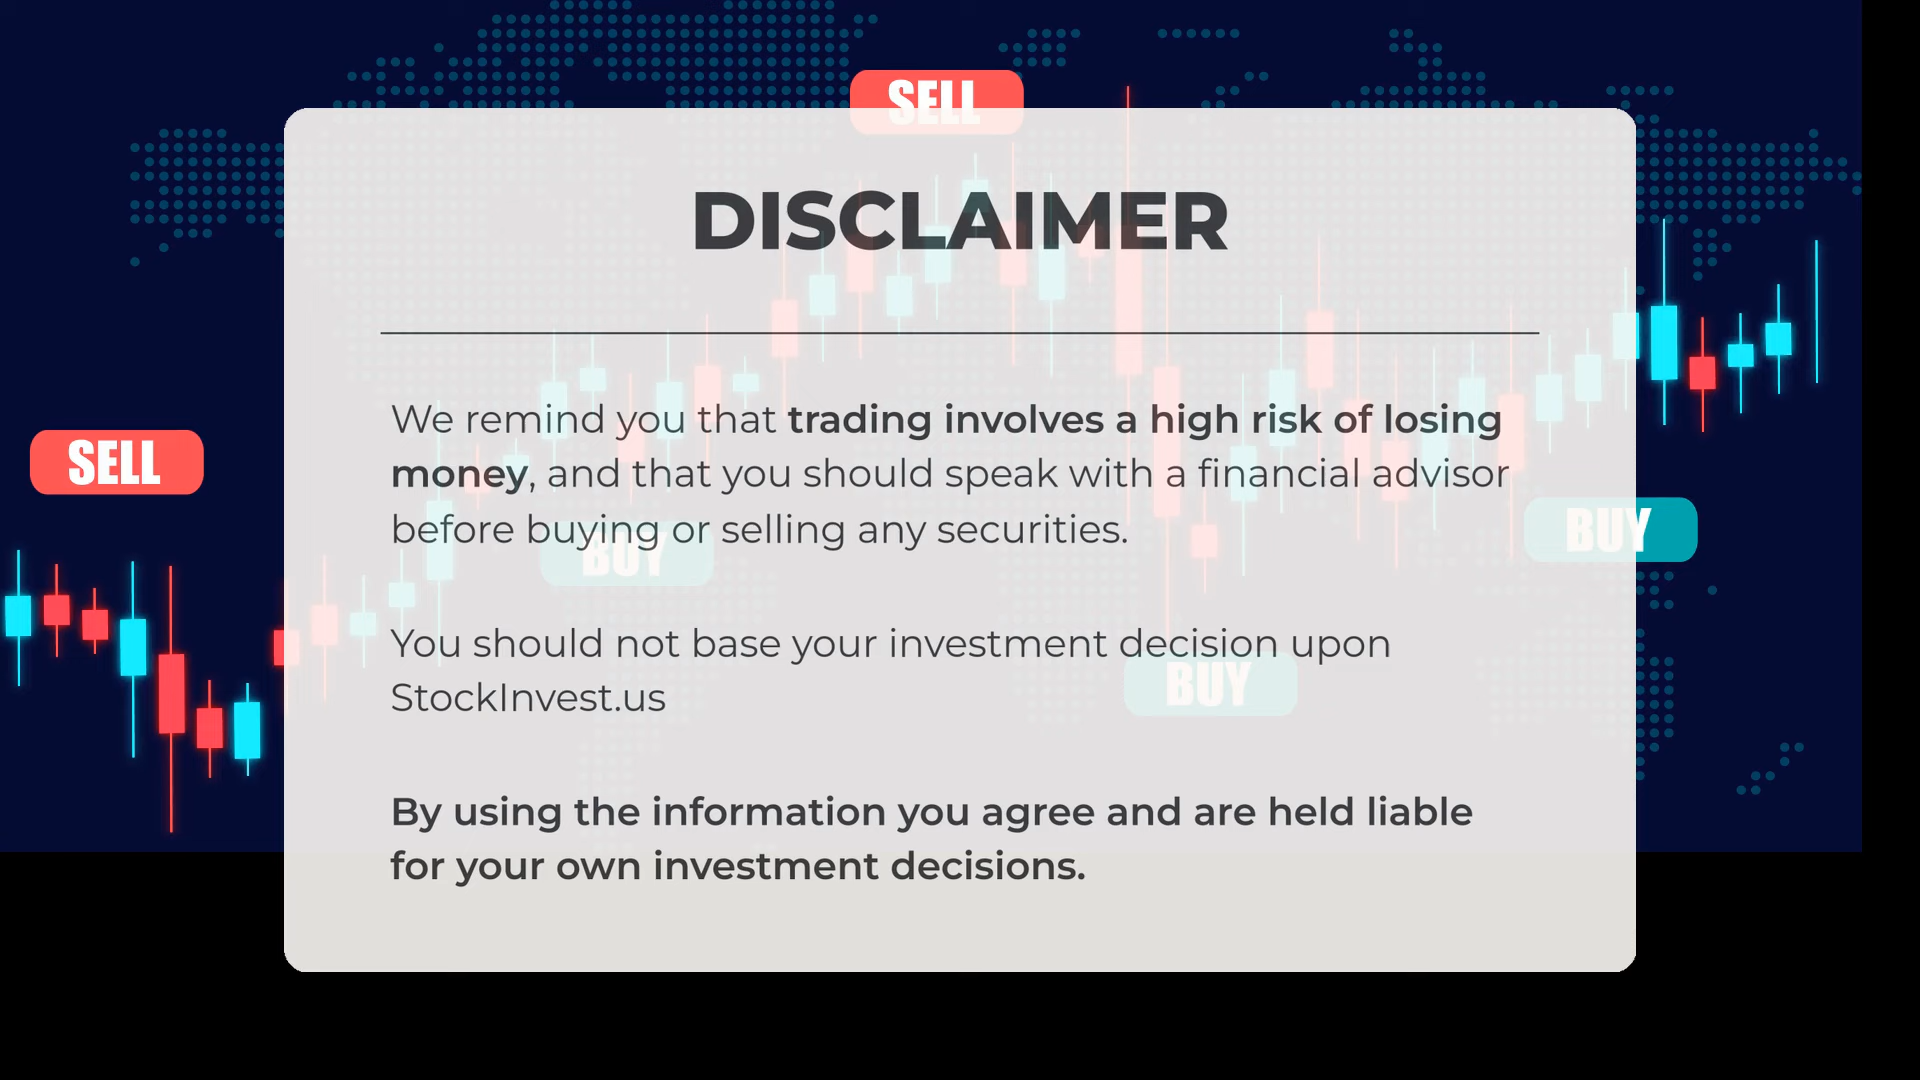 SELL
DISCLAIMER
We remind you that trading involves a high risk of losing
money, and that you should speak with a financial advisor
before buying or selling any securities.
SELL
BUY
BUY
You should not base your investment decision upon
StockInvest.us
BUY
By using the information you agree and are held liable
for your own investment decisions.